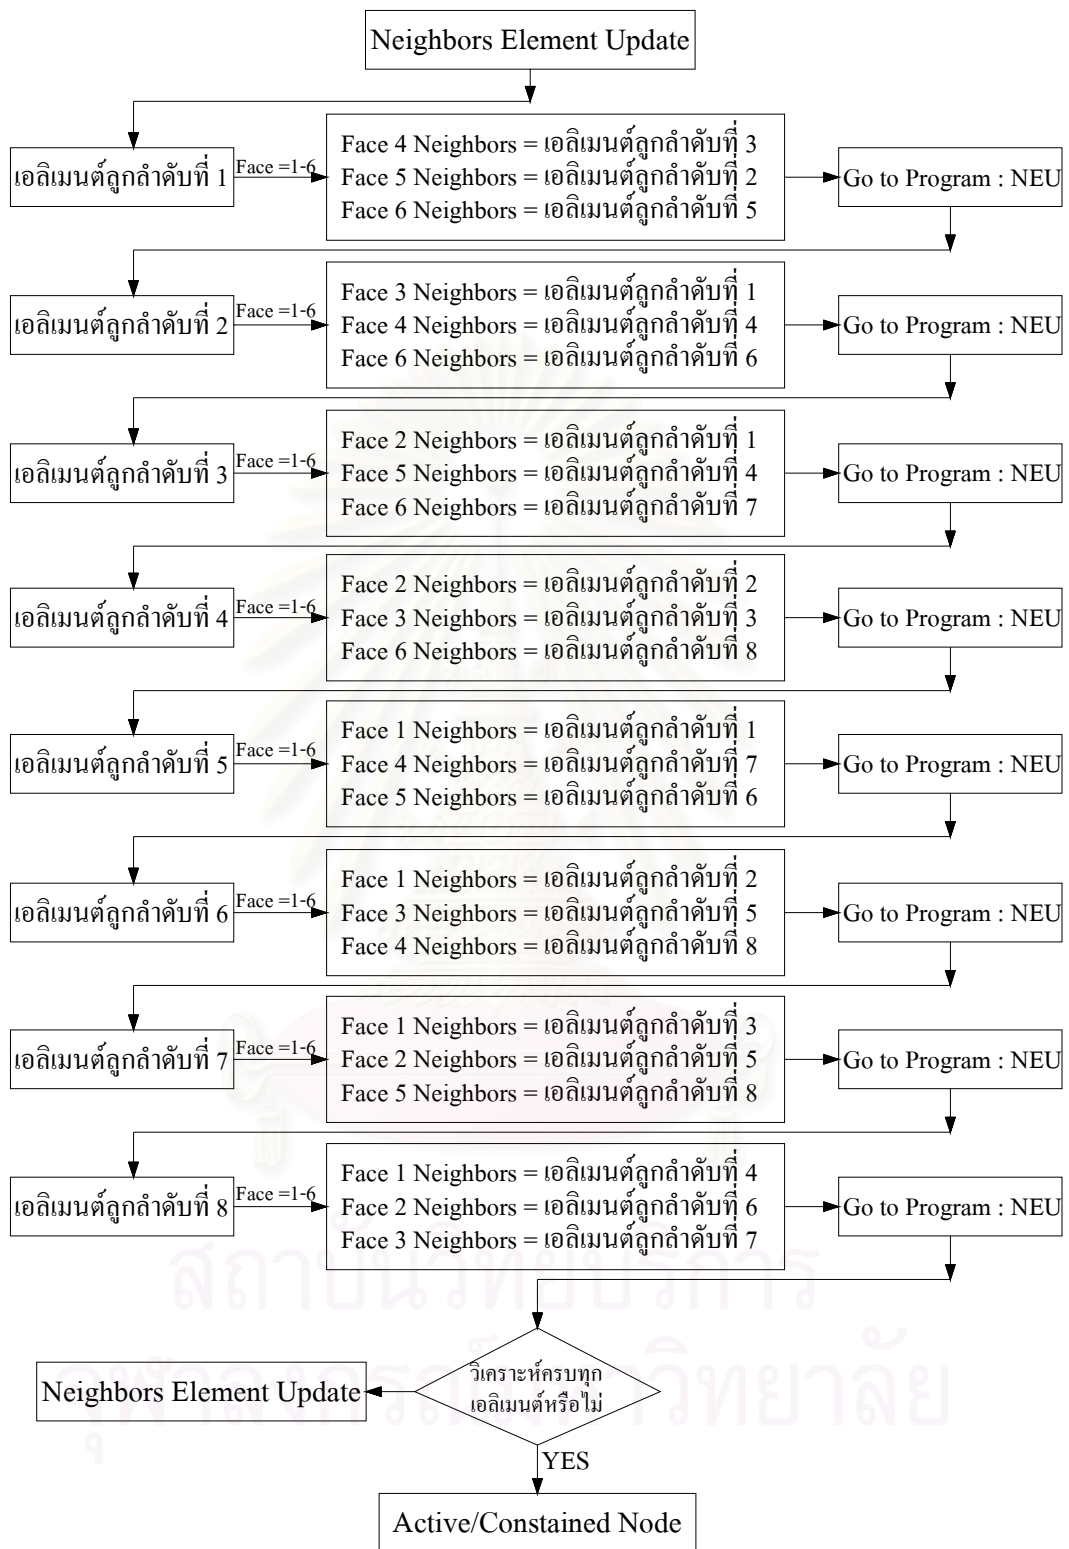 Neighbors Element Update
เอลิเมนต์ลูกลำดับที่ 1
Face =1-6
Face 4 Neighbors = เอลิเมนต์ลูกลำดับที่ 3
Face 5 Neighbors = เอลิเมนต์ลูกลำดับที่ 2
Face 6 Neighbors = เอลิเมนต์ลูกลำดับที่ 5
Go to Program : NEU
เอลิเมนต์ลูกลำดับที่ 2
Face =1-6
Face 3 Neighbors = เอลิเมนต์ลูกลำดับที่ 1
Face 4 Neighbors = เอลิเมนต์ลูกลำดับที่ 4
Face 6 Neighbors = เอลิเมนต์ลูกลำดับที่ 6
Go to Program : NEU
เอลิเมนต์ลูกลำดับที่ 3
Face =1-6
Face 2 Neighbors = เอลิเมนต์ลูกลำดับที่ 1
Face 5 Neighbors = เอลิเมนต์ลูกลำดับที่ 4
Face 6 Neighbors = เอลิเมนต์ลูกลำดับที่ 7
Go to Program : NEU
เอลิเมนต์ลูกลำดับที่ 4
Face =1-6
Face 2 Neighbors = เอลิเมนต์ลูกลำดับที่ 2
Face 3 Neighbors = เอลิเมนต์ลูกลำดับที่ 3
Face 6 Neighbors = เอลิเมนต์ลูกลำดับที่ 8
Go to Program : NEU
เอลิเมนต์ลูกลำดับที่ 5
Face =1-6
Face 1 Neighbors = เอลิเมนต์ลูกลำดับที่ 1
Face 4 Neighbors = เอลิเมนต์ลูกลำดับที่ 7
Face 5 Neighbors = เอลิเมนต์ลูกลำดับที่ 6
Go to Program : NEU
เอลิเมนต์ลูกลำดับที่ 6
Face =1-6
Face 1 Neighbors = เอลิเมนต์ลูกลำดับที่ 2
Face 3 Neighbors = เอลิเมนต์ลูกลำดับที่ 5
Face 4 Neighbors = เอลิเมนต์ลูกลำดับที่ 8
Go to Program : NEU
เอลิเมนต์ลูกลำดับที่ 7
Face =1-6
Face 1 Neighbors = เอลิเมนต์ลูกลำดับที่ 3
Face 2 Neighbors = เอลิเมนต์ลูกลำดับที่ 5
Face 5 Neighbors = เอลิเมนต์ลูกลำดับที่ 8
Go to Program : NEU
เอลิเมนต์ลูกลำดับที่ 8
Face =1-6
Face 1 Neighbors = เอลิเมนต์ลูกลำดับที่ 4
Face 2 Neighbors = เอลิเมนต์ลูกลำดับที่ 6
Face 3 Neighbors = เอลิเมนต์ลูกลำดับที่ 7
Go to Program : NEU
สถาบันวิทยบริการ
จุฬาลงกรณ์มหาวิทยาลัย
วิเคราะห์ครบทุก
เอลิเมนต์หรือไม่
Neighbors Element Update
YES
Active/Constained Node